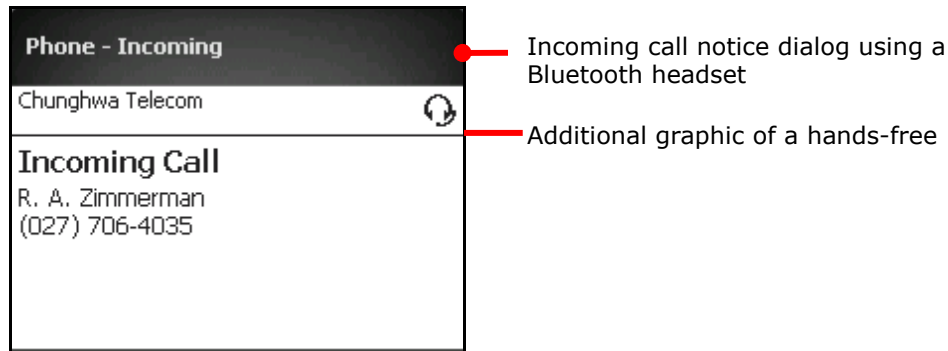 Phone - Incoming
Chunghwa Telecom
Incoming Call
R. A. Zimmerman
(027) 706-4035
Incoming call notice dialog using a
Bluetooth headset
Additional graphic of a hands-free